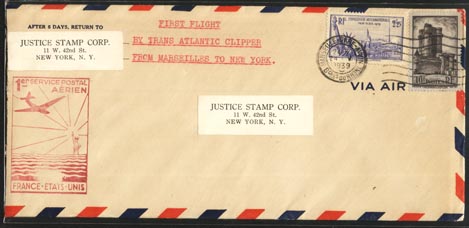 AFTER 5 DAYS, RETURN TO
JUSTICE STAMP CORP.
11 W. 42nd St.
NEW YORK, N. Y.
FIRST FLIGHT
BY TRANS ATLANTIC CLIPPER
FROM MARSEILLES TO NEW YORK.
1939
VIA AIR
JUSTICE STAMP CORP.
11 W. 42nd St.
NEW YORK, N. Y.
1er SERVICE POSTAL
AÉRIEN
FRANCE-ETATS-UNIS